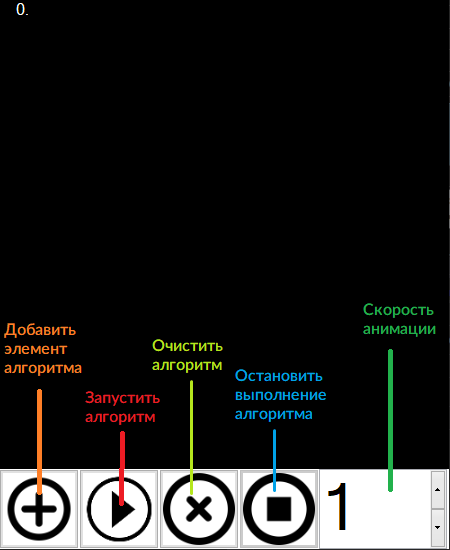 0.
Скорость
анимации
Добавить
элемент
алгоритма
Очистить
алгоритм
Остановить
выполнение
алгоритма
Запустить
алгоритм
1